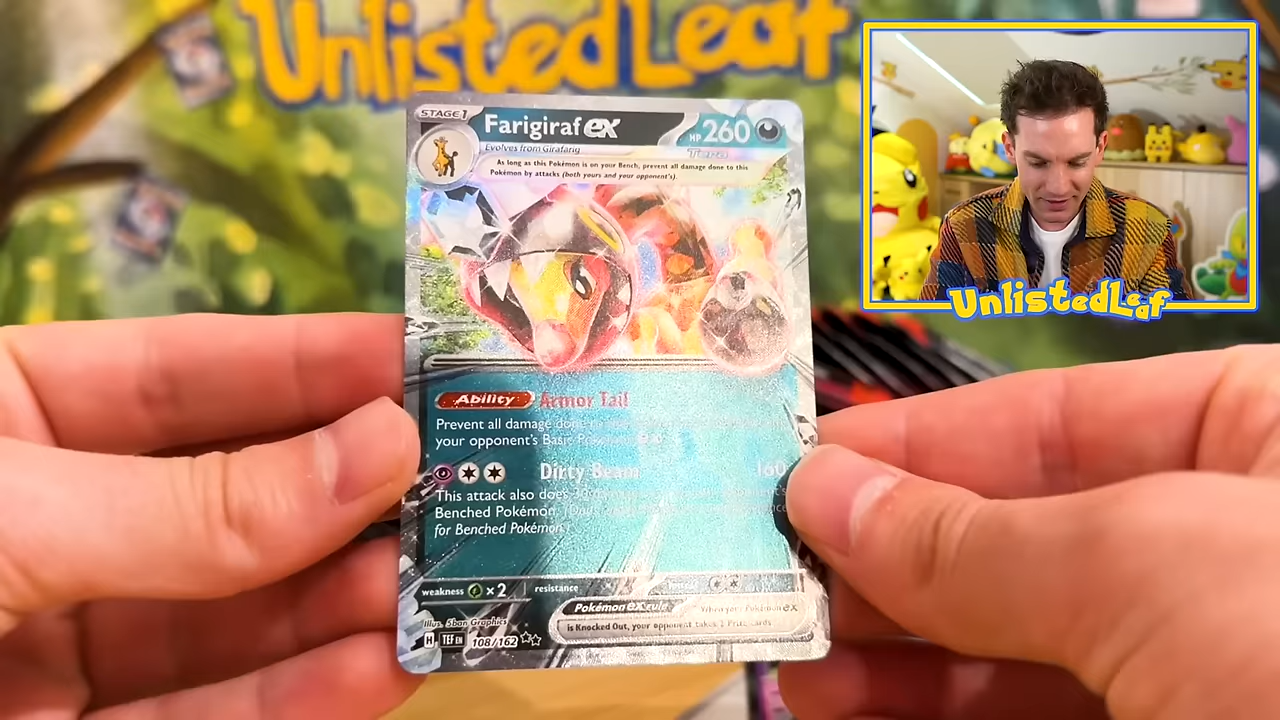 UnlistedLeaf
STAGE 1
Farigiraf ex
HP 260
Evolves from Girafarig
Tera
As long as this Pokémon is on your Bench, prevent all damage done to this
Pokémon by attacks (both yours and your opponent's).
UnlistedLeaf
Ability Armor Tail
Prevent all damage done
your opponent's Basic Pokémon
Dirty Beam 160
This attack also does 30
Benched Pokémon.
for Benched Pokémon.)
weakness ×2 resistance
Illus. 5ban Graphics
Pokémon ex rule When your Pokémon ex
is Knocked Out, your opponent takes 2 Prize cards.
H TEF EN 108/162